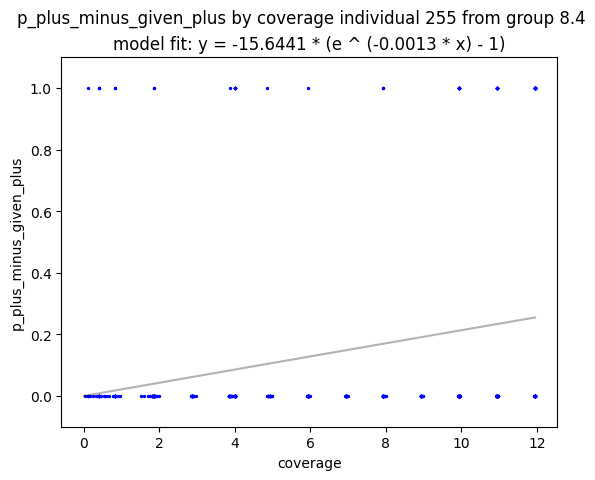 p_plus_minus_given_plus by coverage individual 255 from group 8.4
model fit: y = -15.6441 * (e ^ (-0.0013 * x) - 1)
p_plus_minus_given_plus
1.0
0.8
0.6
0.4
0.2
0.0
0 2 4 6 8 10 12
coverage